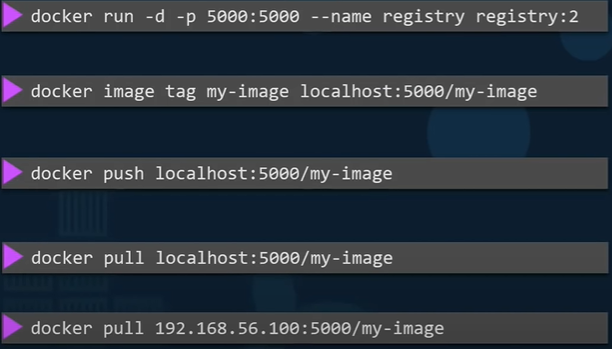 docker run -d -p 5000:5000 --name registry registry:2
docker image tag my-image localhost:5000/my-image
docker push localhost:5000/my-image
docker pull localhost:5000/my-image
docker pull 192.168.56.100:5000/my-image